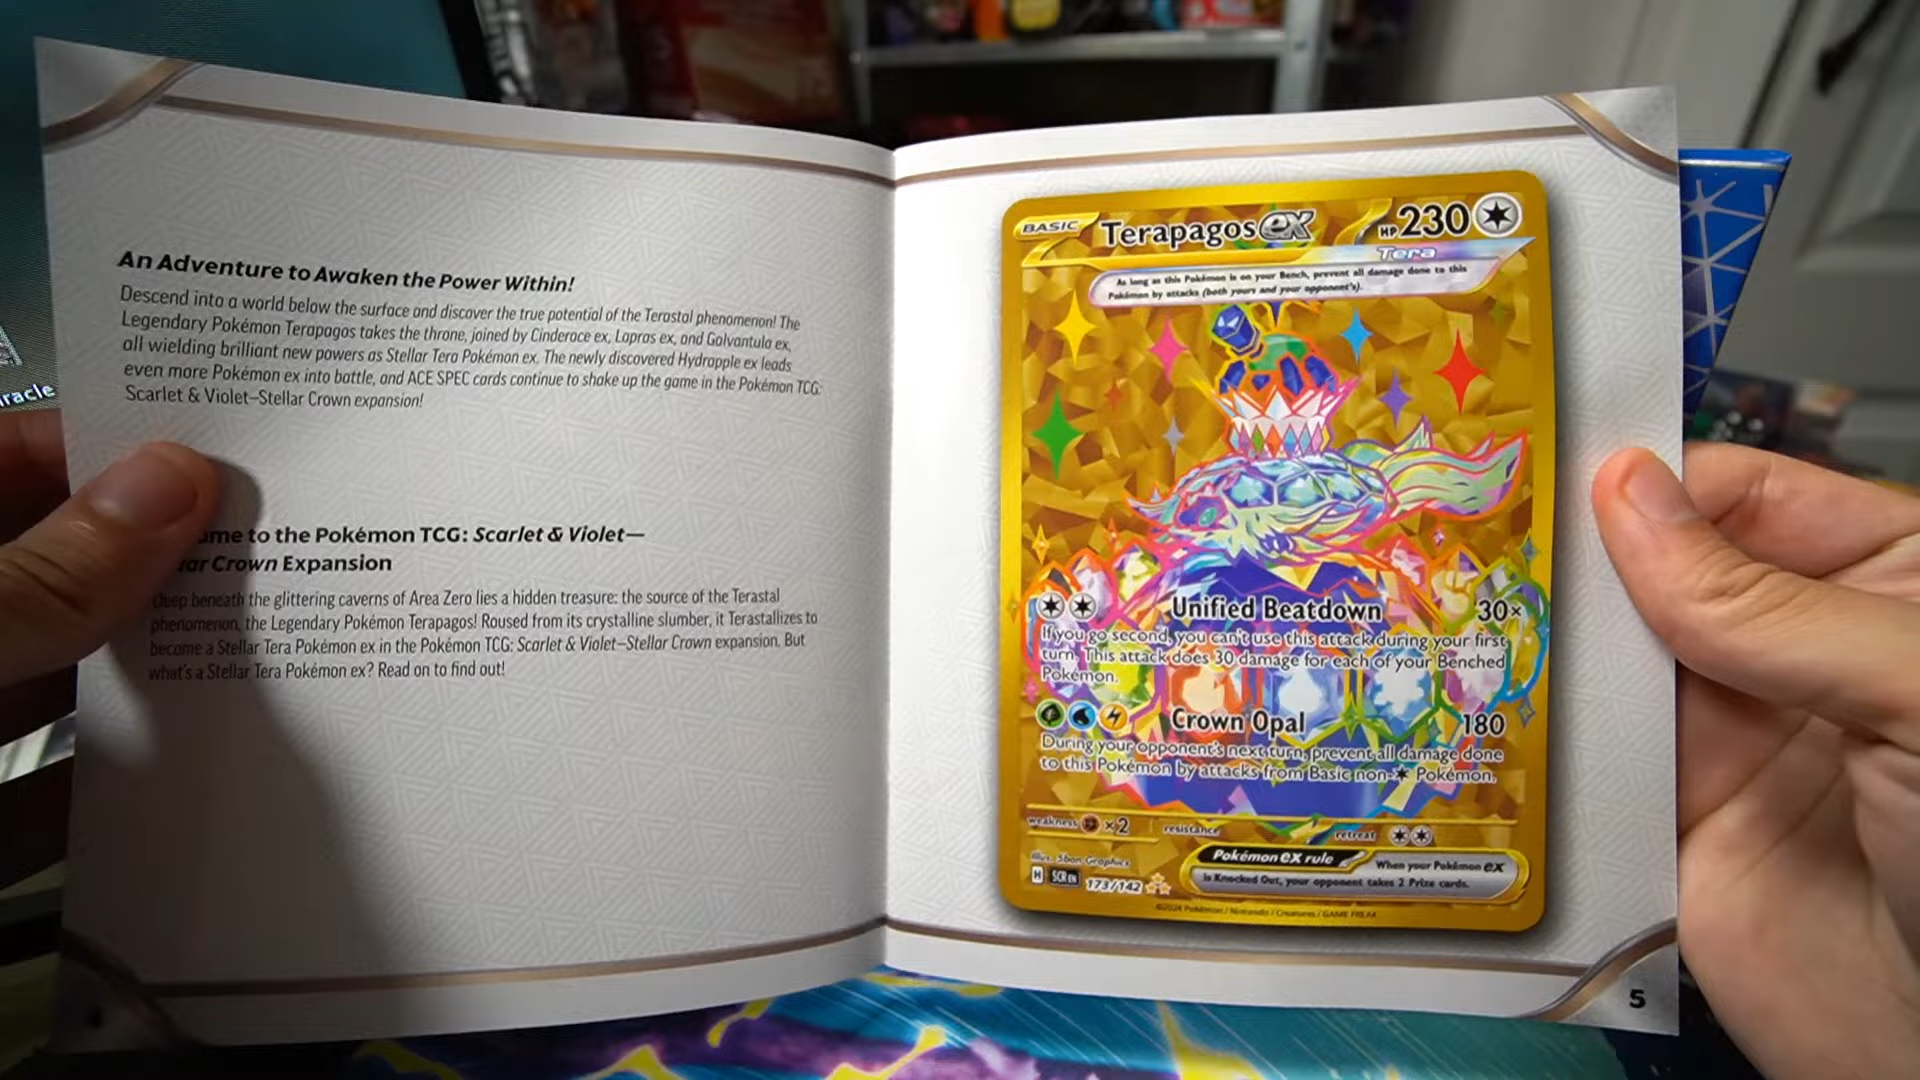 An Adventure to Awaken the Power Within!
Descend into a world below the surface and discover the true potential of the Terastal phenomenon! The
Legendary Pokémon Terapagos takes the throne, joined by Cinderace ex, Lapras ex, and Galvantula ex,
all wielding brilliant new powers as Stellar Tera Pokémon ex. The newly discovered Hydrapple ex leads
even more Pokémon ex into battle, and ACE SPEC cards continue to shake up the game in the Pokémon TCG:
Scarlet & Violet—Stellar Crown expansion!
ome to the Pokémon TCG: Scarlet & Violet—
ar Crown Expansion
Deep beneath the glittering caverns of Area Zero lies a hidden treasure: the source of the Terastal
phenomenon, the Legendary Pokémon Terapagos! Roused from its crystalline slumber, it Terastallizes to
become a Stellar Tera Pokémon ex in the Pokémon TCG: Scarlet & Violet—Stellar Crown expansion. But
what's a Stellar Tera Pokémon ex? Read on to find out!
racle
BASIC Terapagos ex HP 230
Tera
As long as this Pokémon is on your Bench, prevent all damage done to this
Pokémon by attacks (both yours and your opponent's).
Unified Beatdown 30×
If you go second, you can't use this attack during your first
turn. This attack does 30 damage for each of your Benched
Pokémon.
Crown Opal 180
During your opponent's next turn, prevent all damage done
to this Pokémon by attacks from Basic non- Pokémon.
weakness ×2 resistance retreat
Illus. 5ban Graphics
Pokémon ex rule When your Pokémon ex
is Knocked Out, your opponent takes 2 Prize cards.
H SCR EN 173/142
©2024 Pokémon / Nintendo / Creatures / GAME FREAK
5